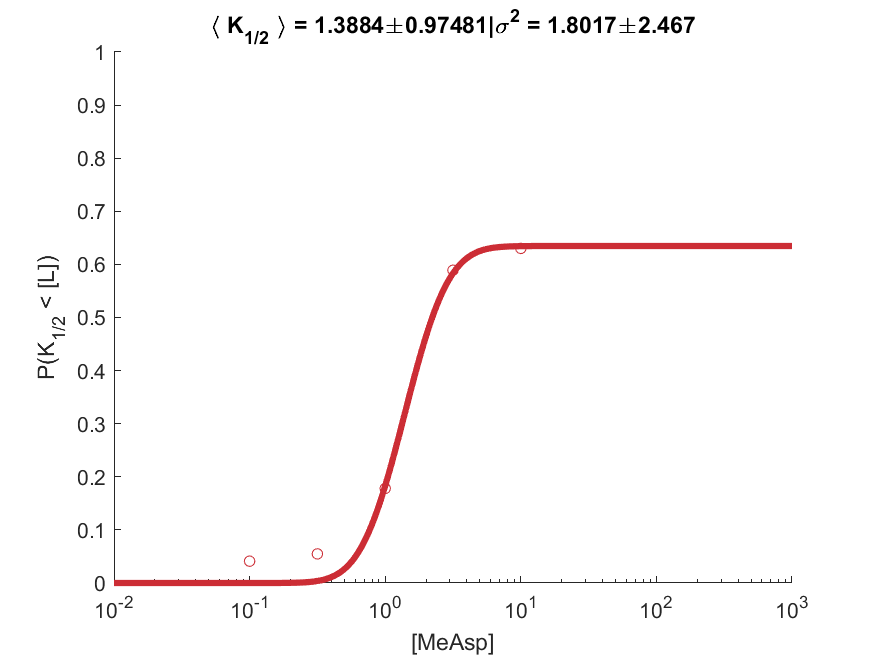 ⟨ K1/2 ⟩ = 1.3884±0.97481|σ2 = 1.8017±2.467
1
0.9
0.8
0.7
0.6
0.5
0.4
0.3
0.2
0.1
0
P(K1/2 < [L])
10-2 10-1 100 101 102 103
[MeAsp]